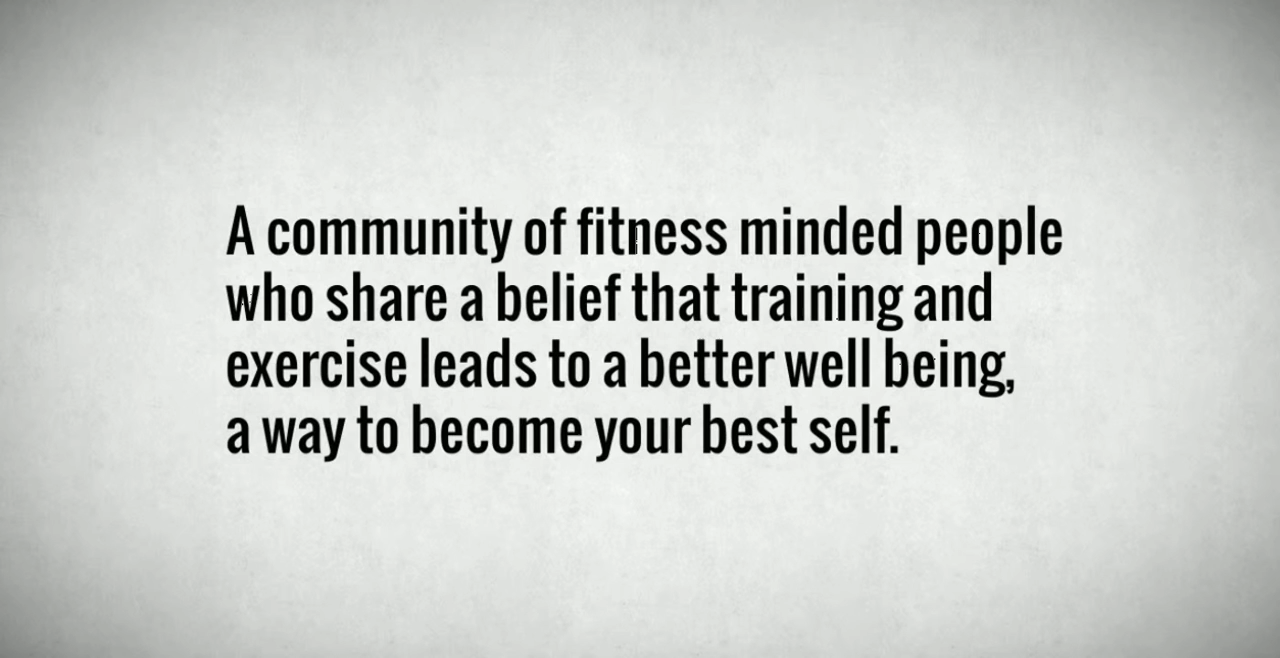 A community of fitness minded people
who share a belief that training and
exercise leads to a better well being,
a way to become your best self.